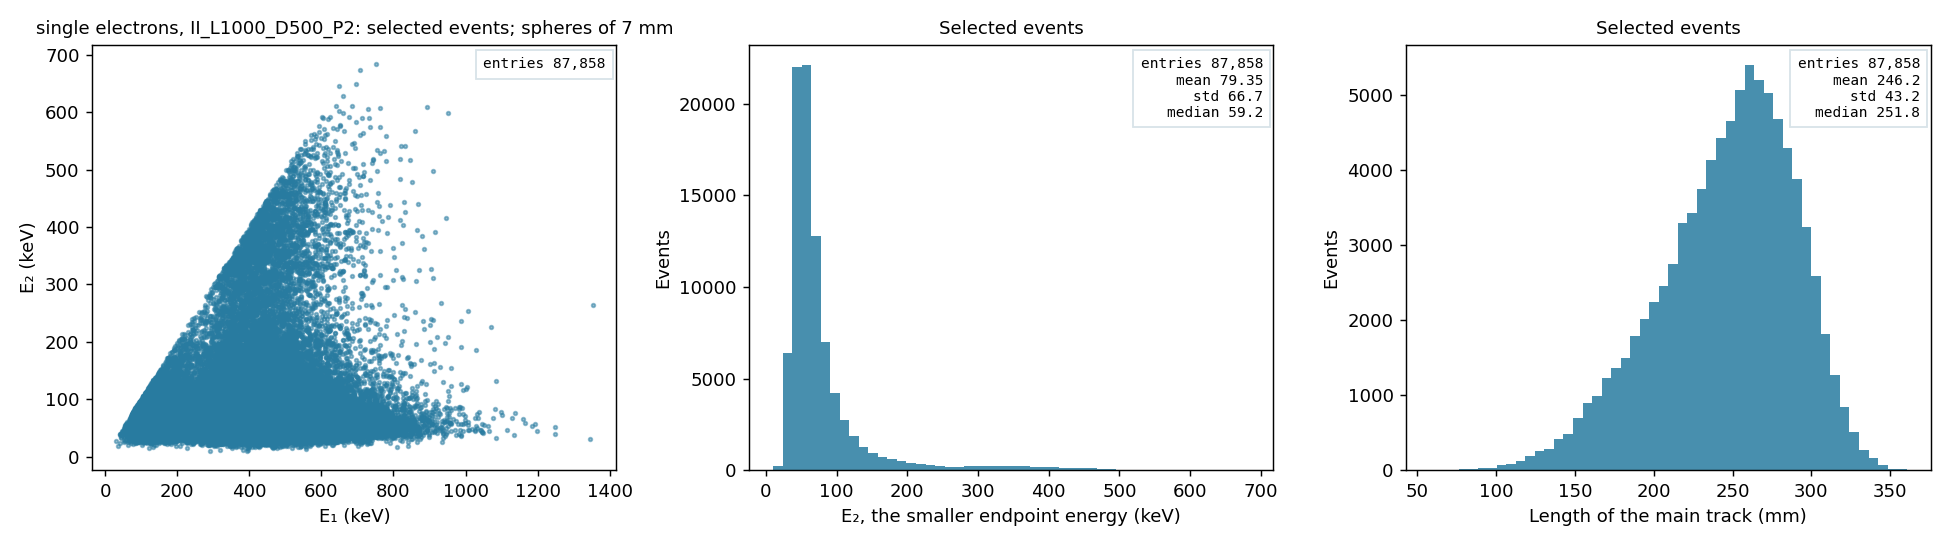 single electrons, II_L1000_D500_P2: selected events; spheres of 7 mm
entries 87,858
700
600
500
400
300
200
100
0
E₂ (keV)
0 200 400 600 800 1000 1200 1400
E₁ (keV)
Selected events
entries 87,858
mean 79.35
std 66.7
median 59.2
20000
15000
10000
5000
0
Events
0 100 200 300 400 500 600 700
E₂, the smaller endpoint energy (keV)
Selected events
entries 87,858
mean 246.2
std 43.2
median 251.8
5000
4000
3000
2000
1000
0
Events
50 100 150 200 250 300 350
Length of the main track (mm)